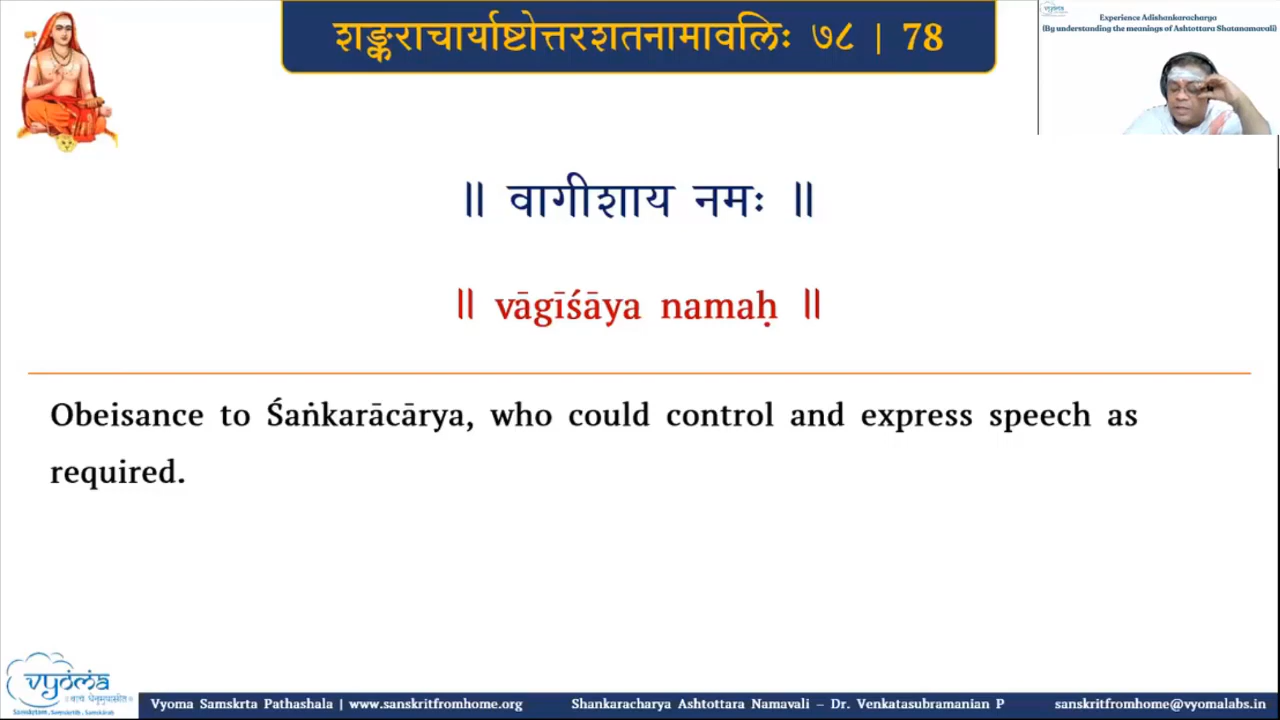 शङ्कराचार्याष्टोत्तरशतनामावलिः ७८ | 78
Experience Adishankaracharya
(By understanding the meanings of Ashtottara Shatanamavali)
॥ वागीशाय नमः ॥
॥ vāgīśāya namaḥ ॥
Obeisance to Śaṅkarācārya, who could control and express speech as
required.
vyoma
Vyoma Samskrta Pathashala | www.sanskritfromhome.org Shankaracharya Ashtottara Namavali – Dr. Venkatasubramanian P sanskritfromhome@vyomalabs.in